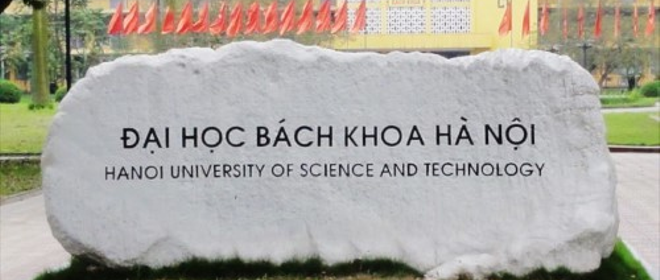 ĐẠI HỌC BÁCH KHOA HÀ NỘI
HANOI UNIVERSITY OF SCIENCE AND TECHNOLOGY